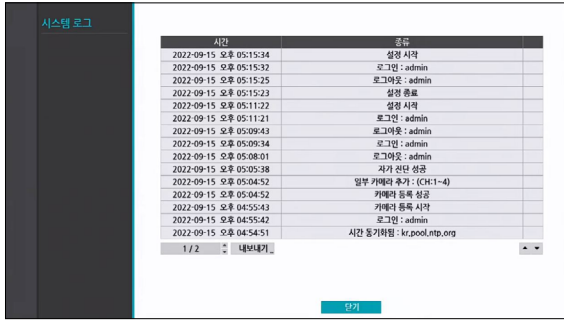 시스템 로그
시간 종류
2022-09-15 오후 05:15:34 설정 시작
2022-09-15 오후 05:15:32 로그인 : admin
2022-09-15 오후 05:15:25 로그아웃 : admin
2022-09-15 오후 05:15:23 설정 종료
2022-09-15 오후 05:11:22 설정 시작
2022-09-15 오후 05:11:21 로그인 : admin
2022-09-15 오후 05:09:43 로그아웃 : admin
2022-09-15 오후 05:09:34 로그인 : admin
2022-09-15 오후 05:08:01 로그아웃 : admin
2022-09-15 오후 05:05:38 자가 진단 성공
2022-09-15 오후 05:04:52 일부 카메라 추가 : (CH:1~4)
2022-09-15 오후 05:04:52 카메라 등록 성공
2022-09-15 오후 04:55:43 카메라 등록 시작
2022-09-15 오후 04:55:42 로그인 : admin
2022-09-15 오후 04:54:51 시간 동기화됨 : kr.pool.ntp.org
1 / 2 내보내기
닫기